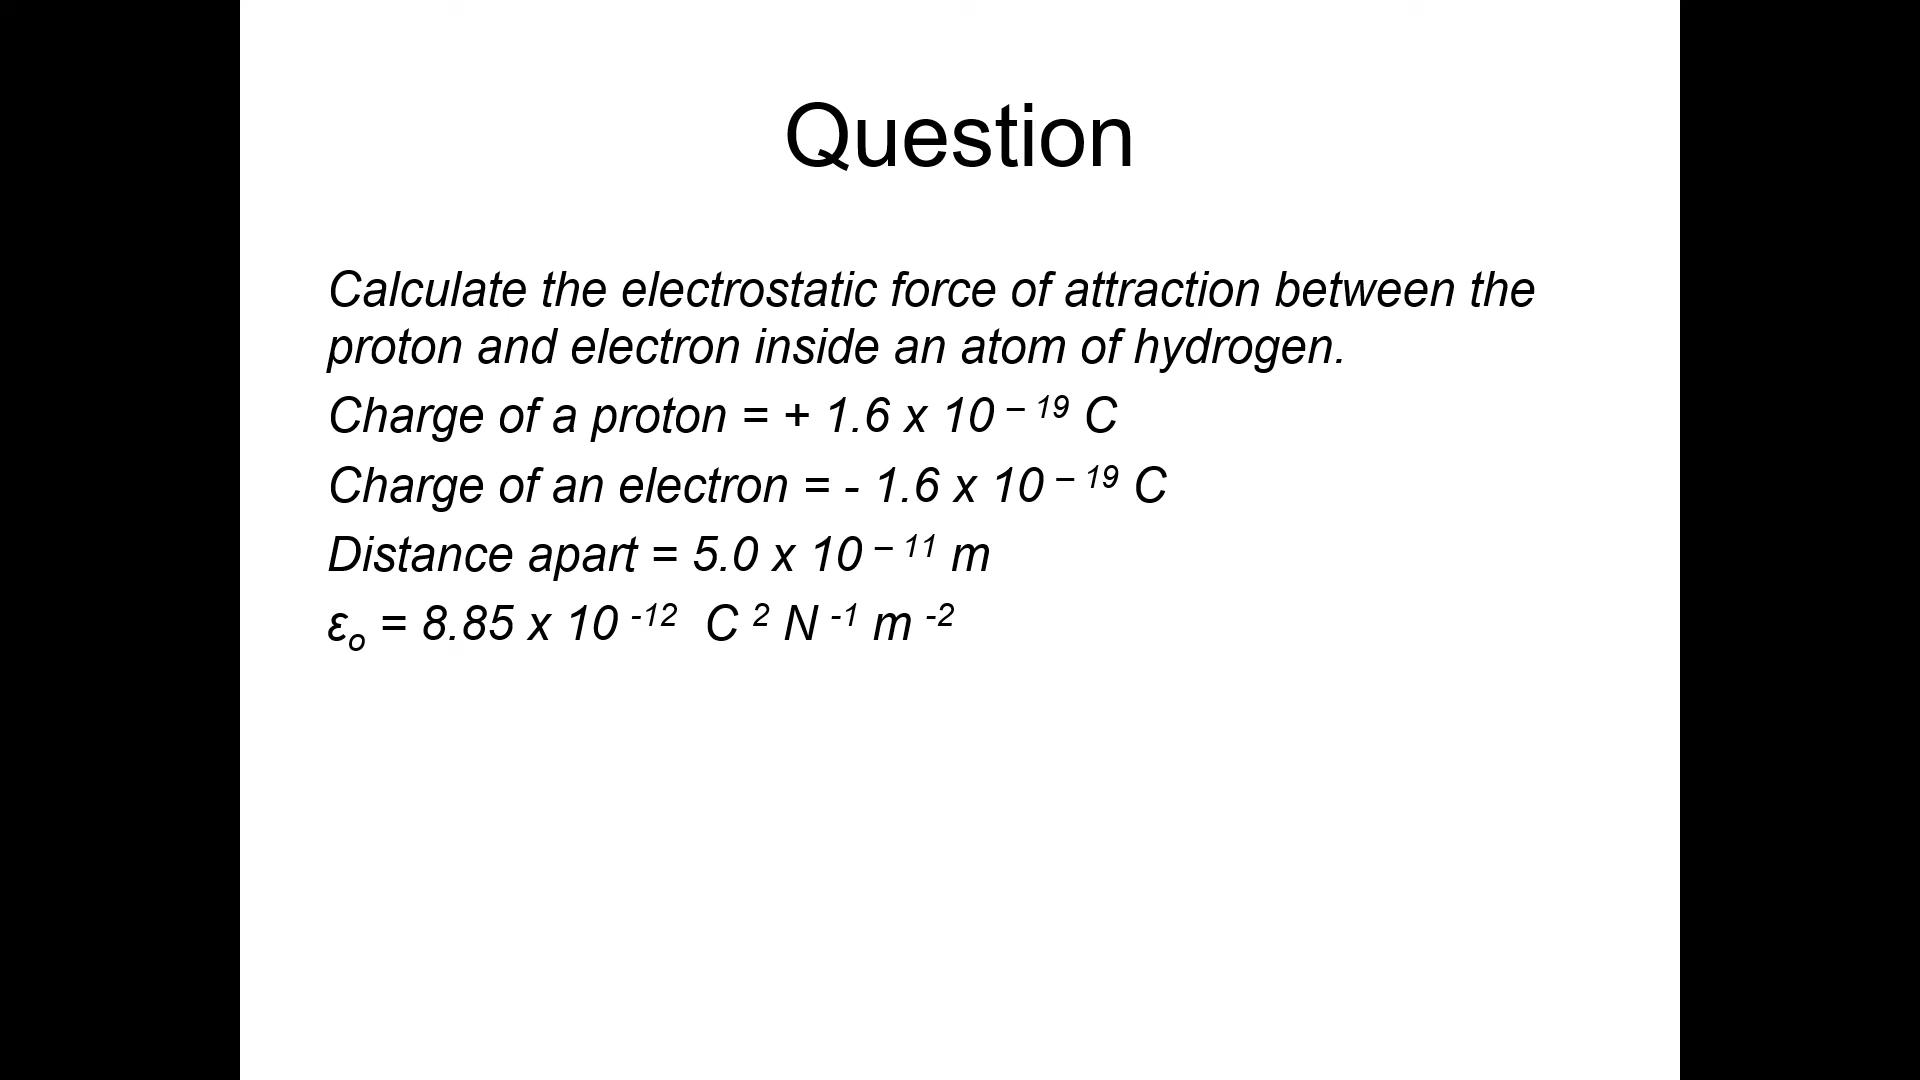 Question
Calculate the electrostatic force of attraction between the
proton and electron inside an atom of hydrogen.
Charge of a proton = + 1.6 x 10 ⁻ ¹⁹ C
Charge of an electron = - 1.6 x 10 ⁻ ¹⁹ C
Distance apart = 5.0 x 10 ⁻ ¹¹ m
εₒ = 8.85 x 10 ⁻¹² C ² N ⁻¹ m ⁻²